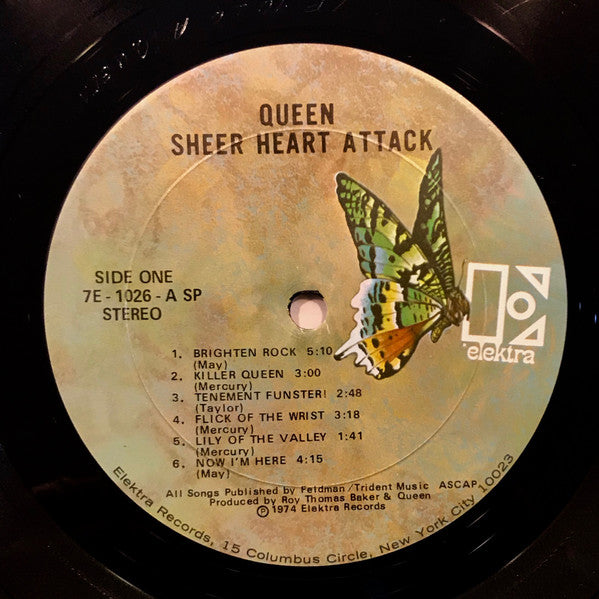 QUEEN
SHEER HEART ATTACK
SIDE ONE
7E - 1026 - A SP
STEREO
elektra
1. BRIGHTEN ROCK 5:10
(May)
2. KILLER QUEEN 3:00
(Mercury)
3. TENEMENT FUNSTER! 2:48
(Taylor)
4. FLICK OF THE WRIST 3:18
(Mercury)
5. LILY OF THE VALLEY 1:41
(Mercury)
6. NOW I'M HERE 4:15
(May)
All Songs Published by Feldman/Trident Music ASCAP
Produced by Roy Thomas Baker & Queen
Ⓟ 1974 Elektra Records
Elektra Records, 15 Columbus Circle, New York City 10023